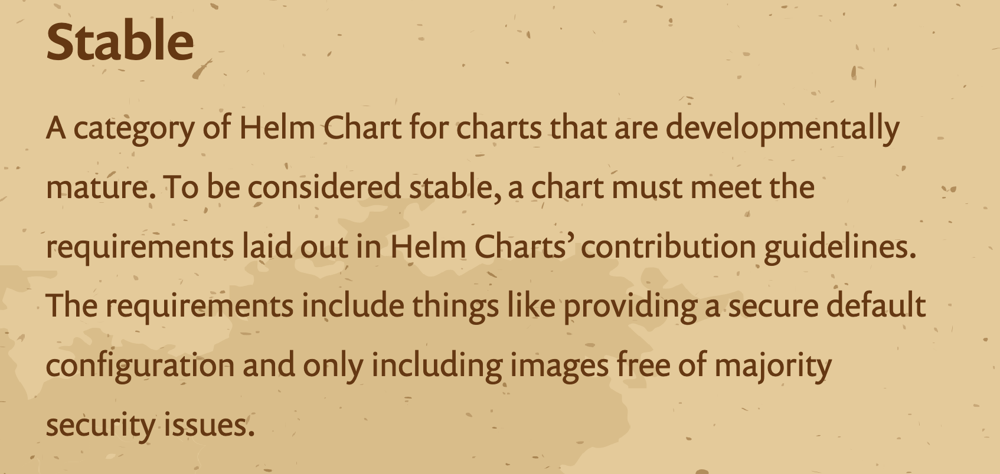 Stable
A category of Helm Chart for charts that are developmentally
mature. To be considered stable, a chart must meet the
requirements laid out in Helm Charts’ contribution guidelines.
The requirements include things like providing a secure default
configuration and only including images free of majority
security issues.